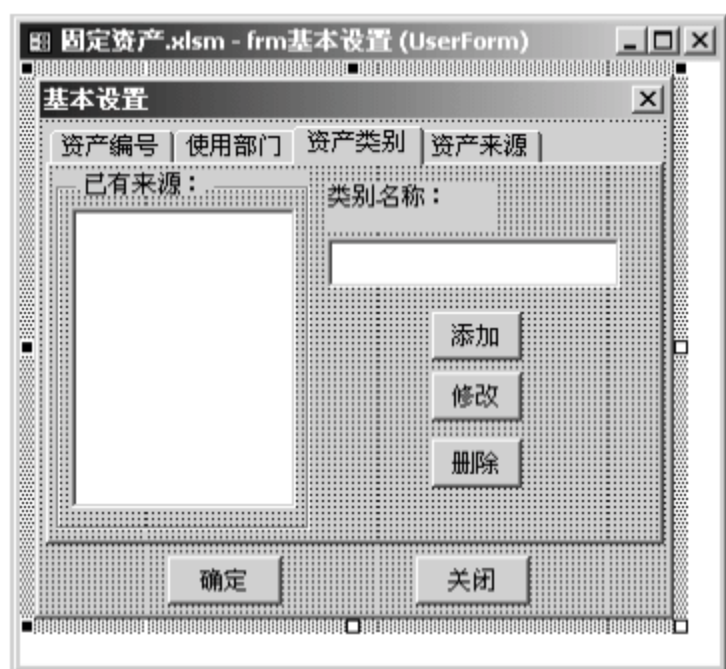 固定资产.xlsm - frm基本设置 (UserForm)
基本设置
资产编号 使用部门 资产类别 资产来源
已有来源：
类别名称：
添加
修改
删除
确定 关闭